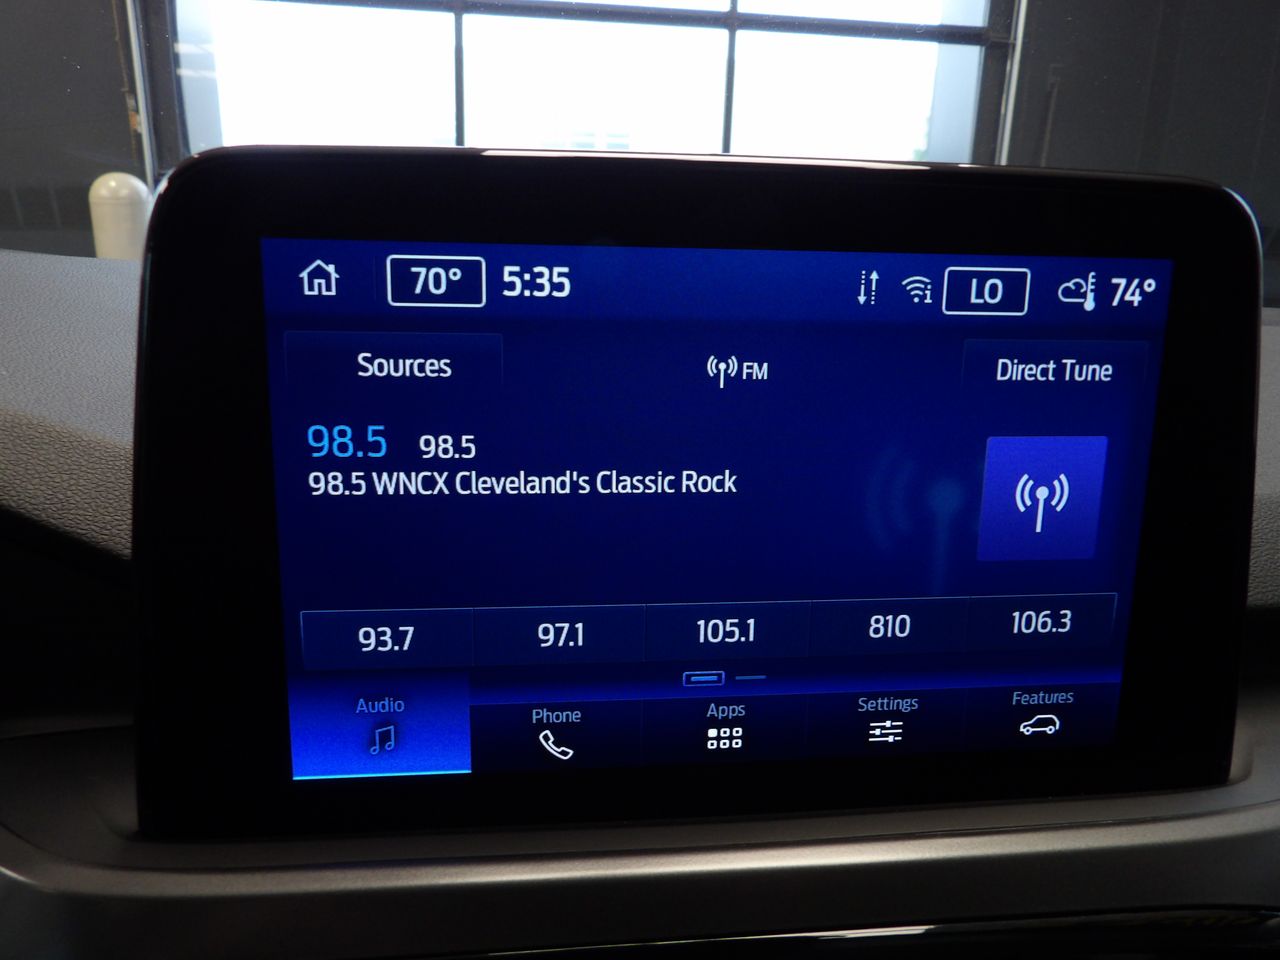 70° 5:35 LO 74°
Sources FM Direct Tune
98.5 98.5
98.5 WNCX Cleveland's Classic Rock
93.7 97.1 105.1 810 106.3
Audio Phone Apps Settings Features